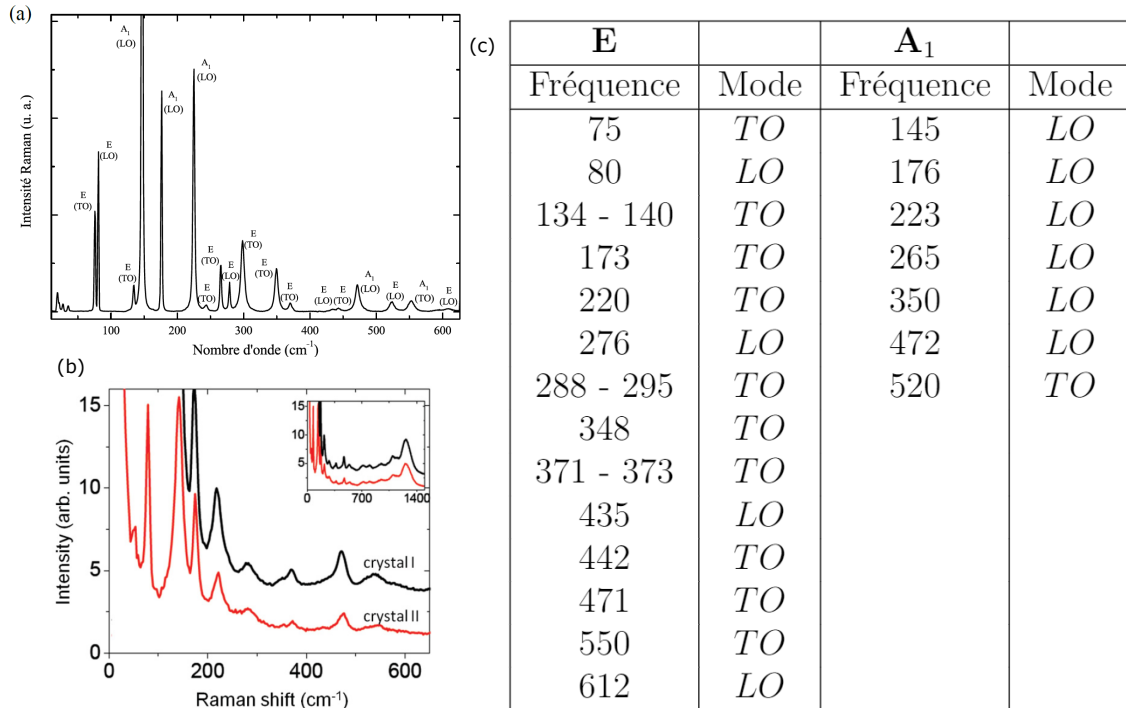 (a)
Intensité Raman (u. a.)
E
(TO)
E
(LO)
E
(TO)
A1
(LO)
A1
(LO)
A1
(LO)
E
(TO)
E
(TO)
E
(LO)
E
(TO)
E
(TO)
E
(TO)
E
(LO)
E
(TO)
A1
(LO)
E
(LO)
A1
(TO)
E
(LO)
100 200 300 400 500 600
Nombre d'onde (cm-1)
(b)
Intensity (arb. units)
15
10
5
0
crystal I
crystal II
0 200 400 600
Raman shift (cm-1)
15
10
5
0 700 1400
(c)
E A1
Fréquence Mode Fréquence Mode
75 TO 145 LO
80 LO 176 LO
134 - 140 TO 223 LO
173 TO 265 LO
220 TO 350 LO
276 LO 472 LO
288 - 295 TO 520 TO
348 TO
371 - 373 TO
435 LO
442 TO
471 TO
550 TO
612 LO